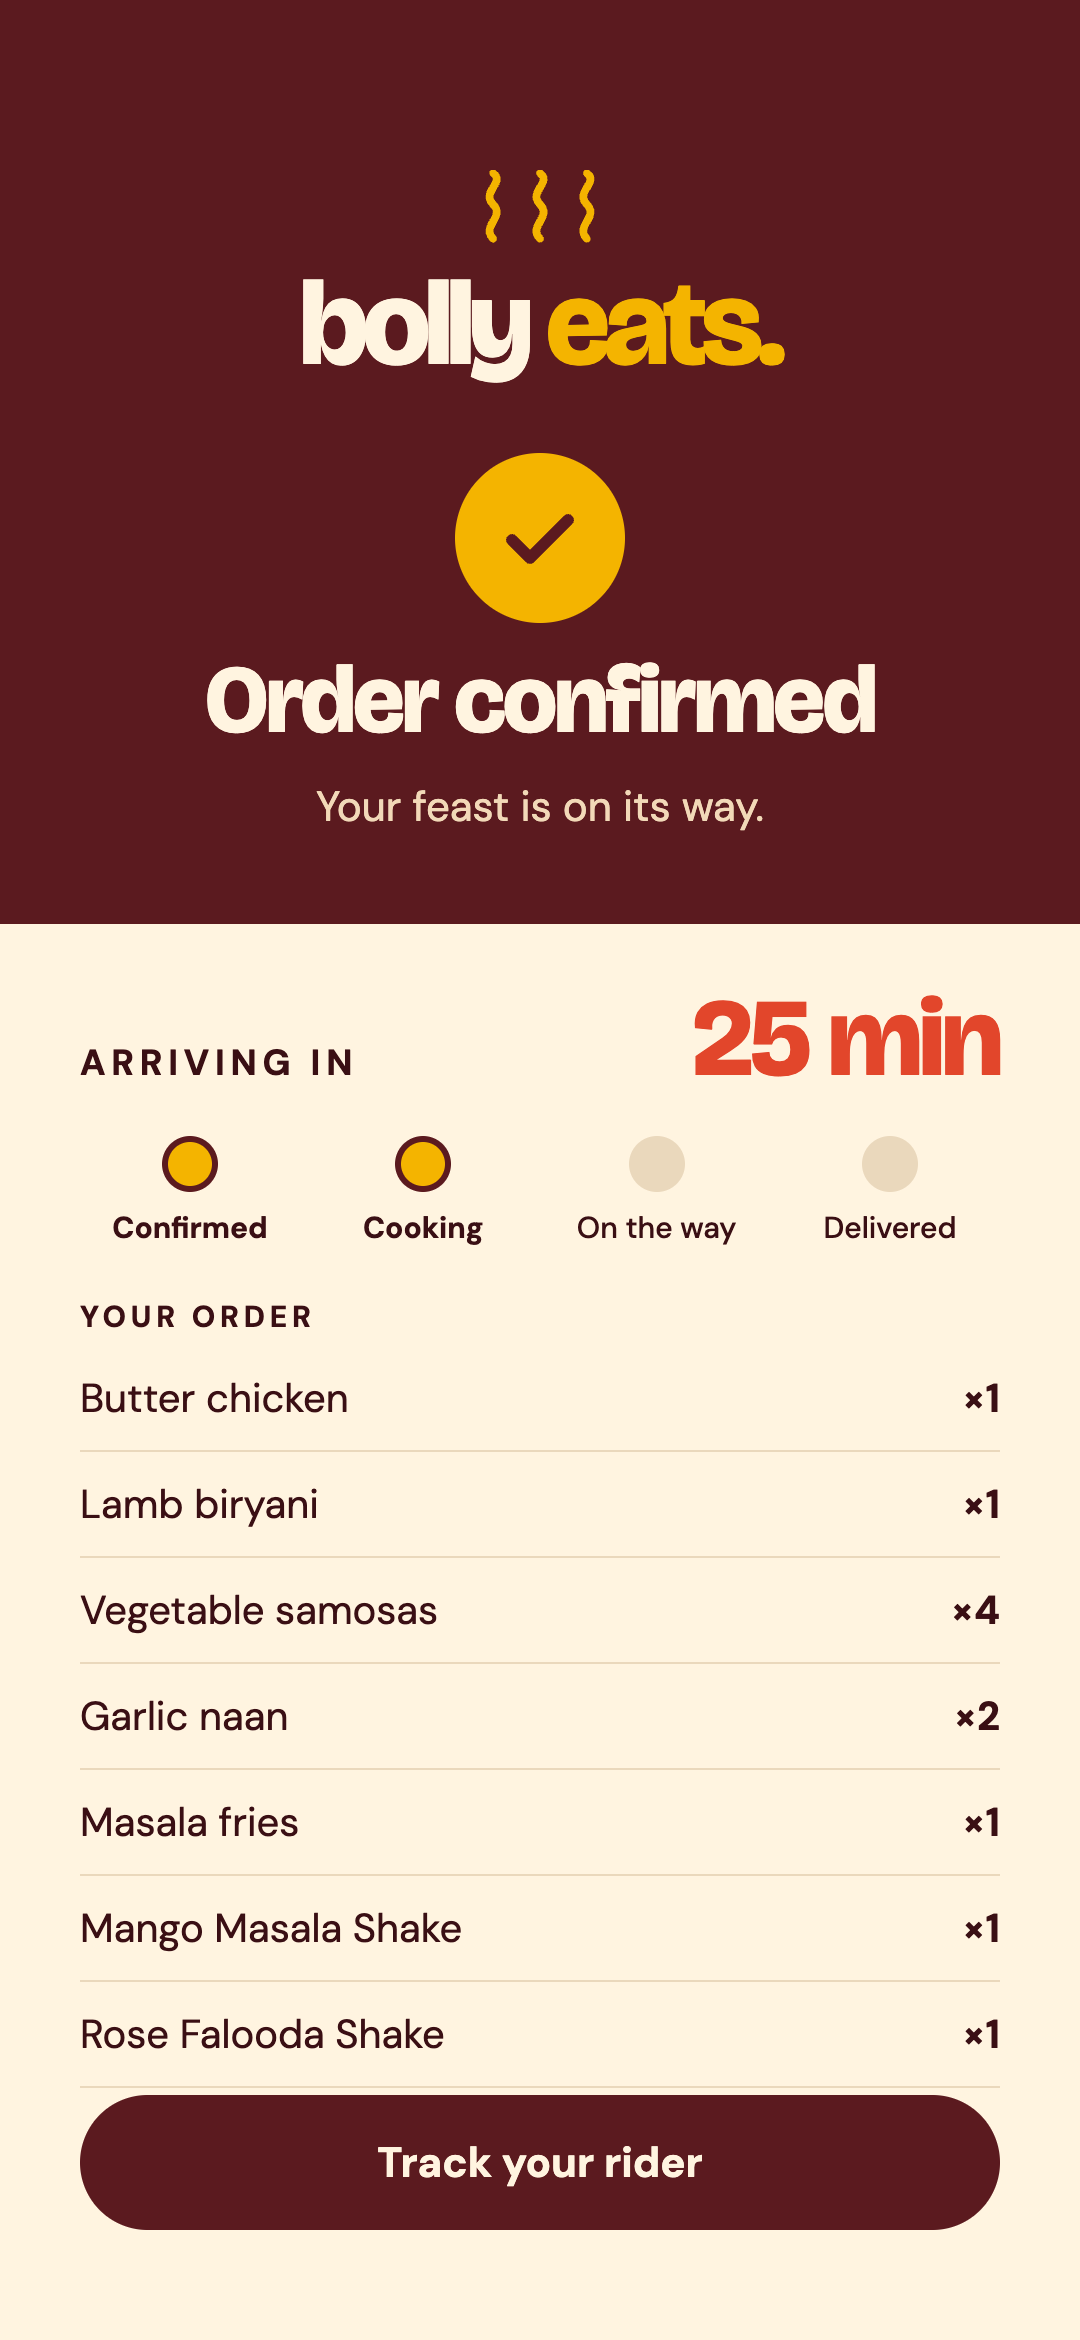 bolly eats.
Order confirmed
Your feast is on its way.
ARRIVING IN 25 min
Confirmed Cooking On the way Delivered
YOUR ORDER
Butter chicken ×1
Lamb biryani ×1
Vegetable samosas ×4
Garlic naan ×2
Masala fries ×1
Mango Masala Shake ×1
Rose Falooda Shake ×1
Track your rider